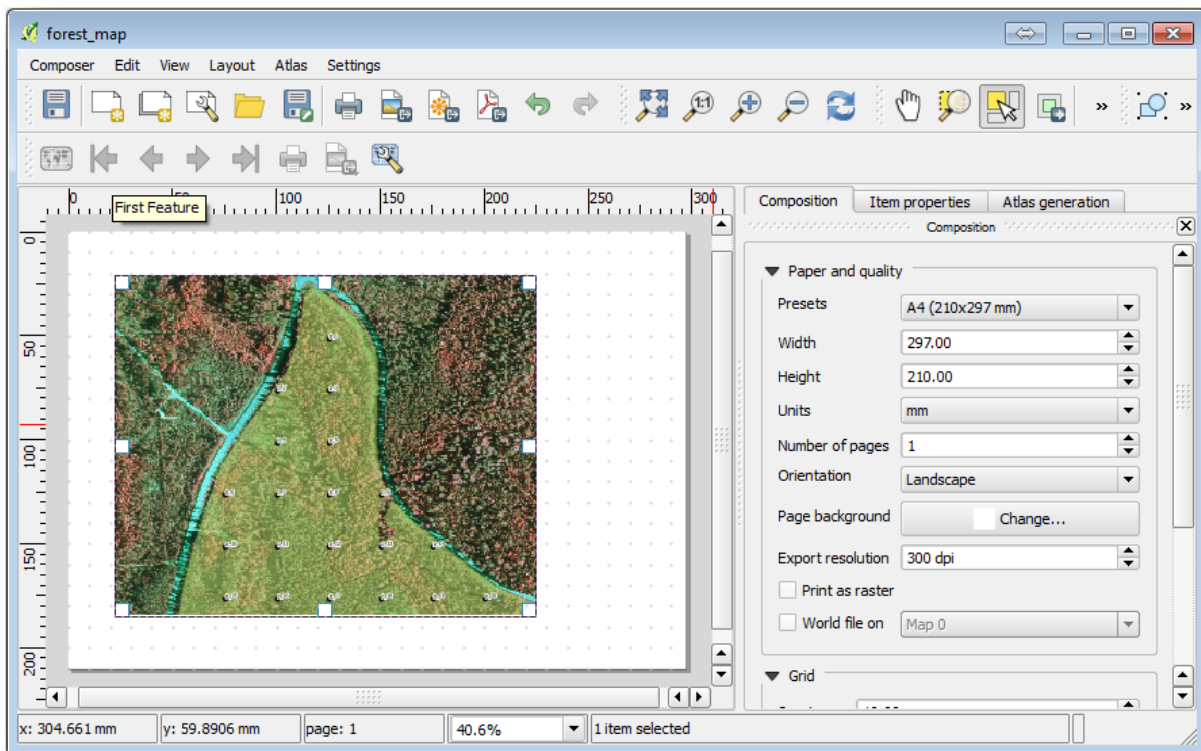 forest_map
Composer Edit View Layout Atlas Settings
1:1
» »
0 50 100 150 200 250 300
First Feature
0
50
100
150
200
Composition Item properties Atlas generation
Composition
Paper and quality
Presets A4 (210x297 mm)
Width 297.00
Height 210.00
Units mm
Number of pages 1
Orientation Landscape
Page background Change...
Export resolution 300 dpi
Print as raster
World file on Map 0
Grid
x: 304.661 mm y: 59.8906 mm page: 1 40.6% 1 item selected